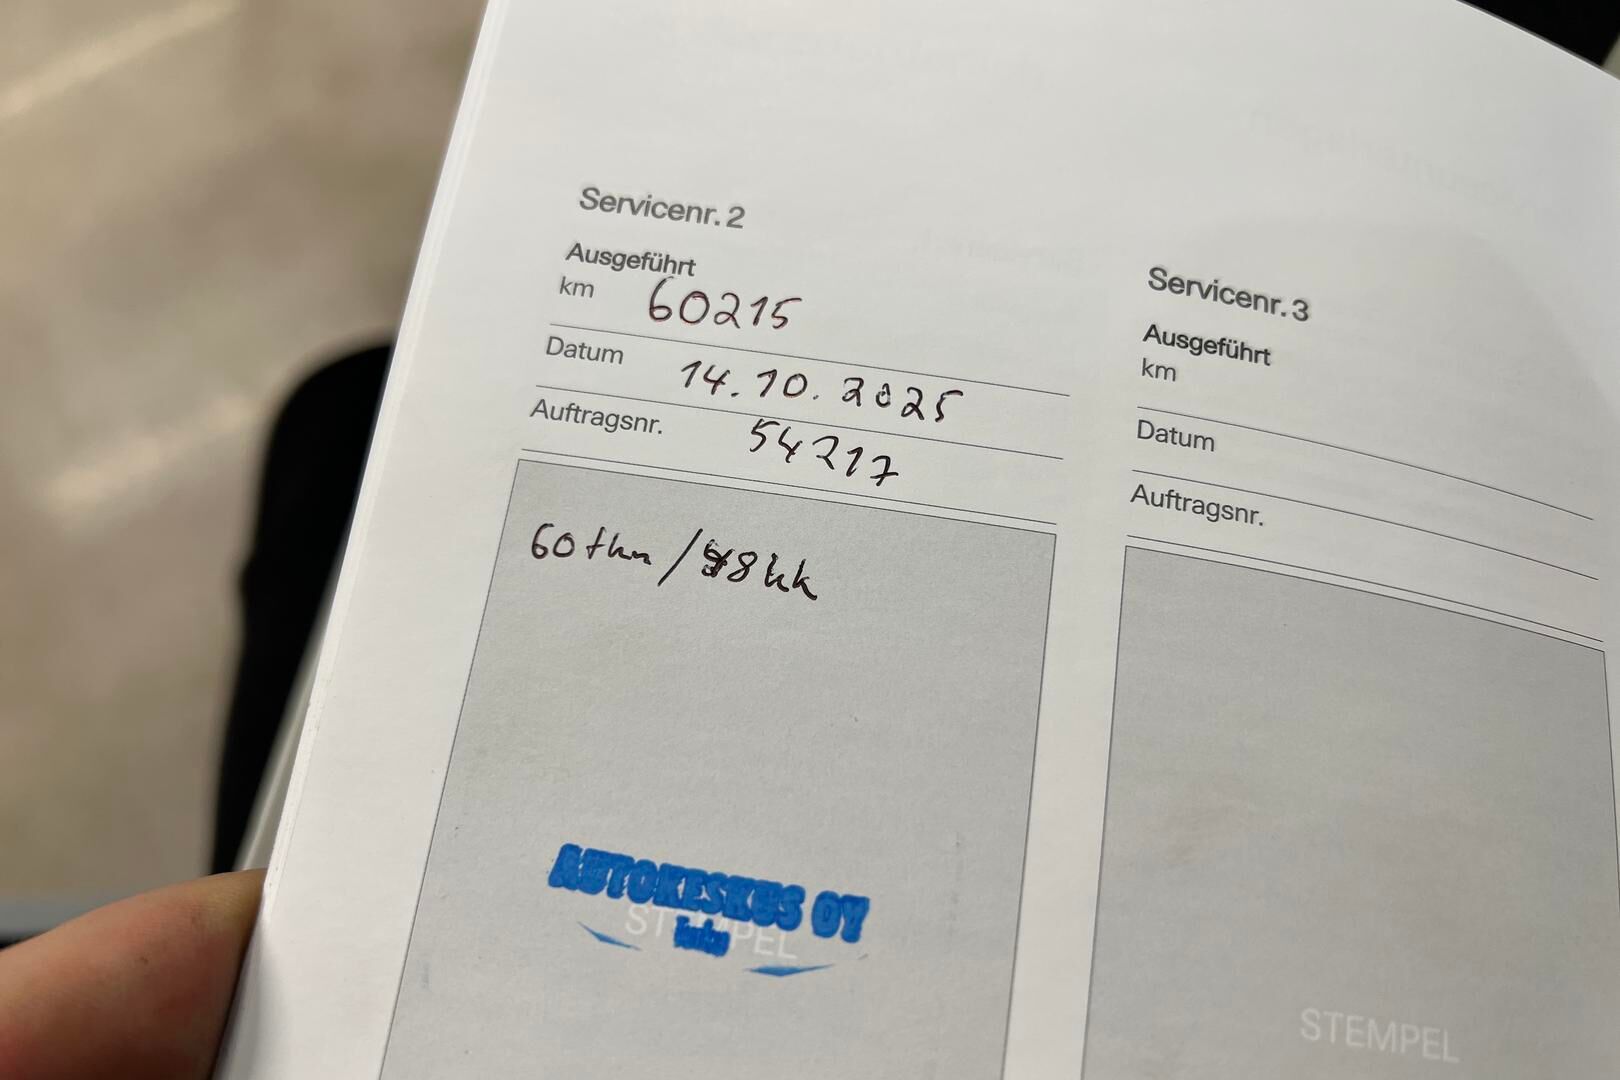 Servicenr. 2
Ausgeführt
km 60215
Datum 14.10.2025
Auftragsnr. 54217
60 tkm / 48 kk
AUTOKESKUS OY
STEMPEL
Servicenr. 3
Ausgeführt
km
Datum
Auftragsnr.
STEMPEL